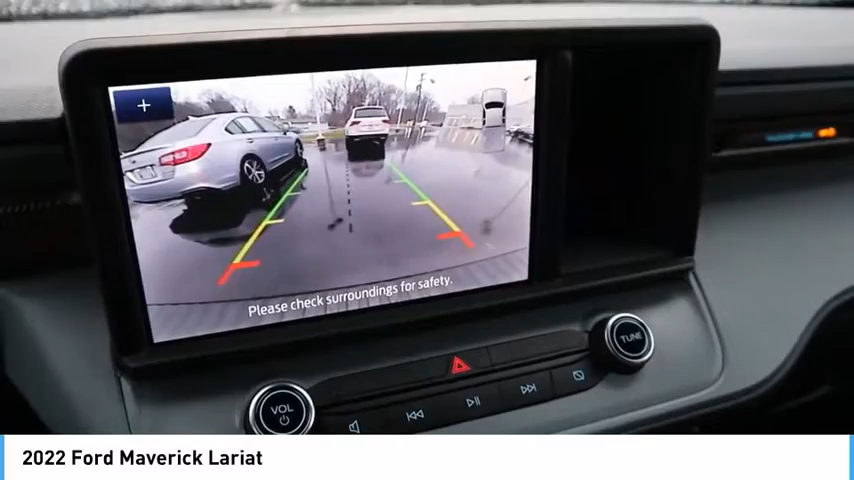 +
Please check surroundings for safety.
TUNE
VOL
2022 Ford Maverick Lariat